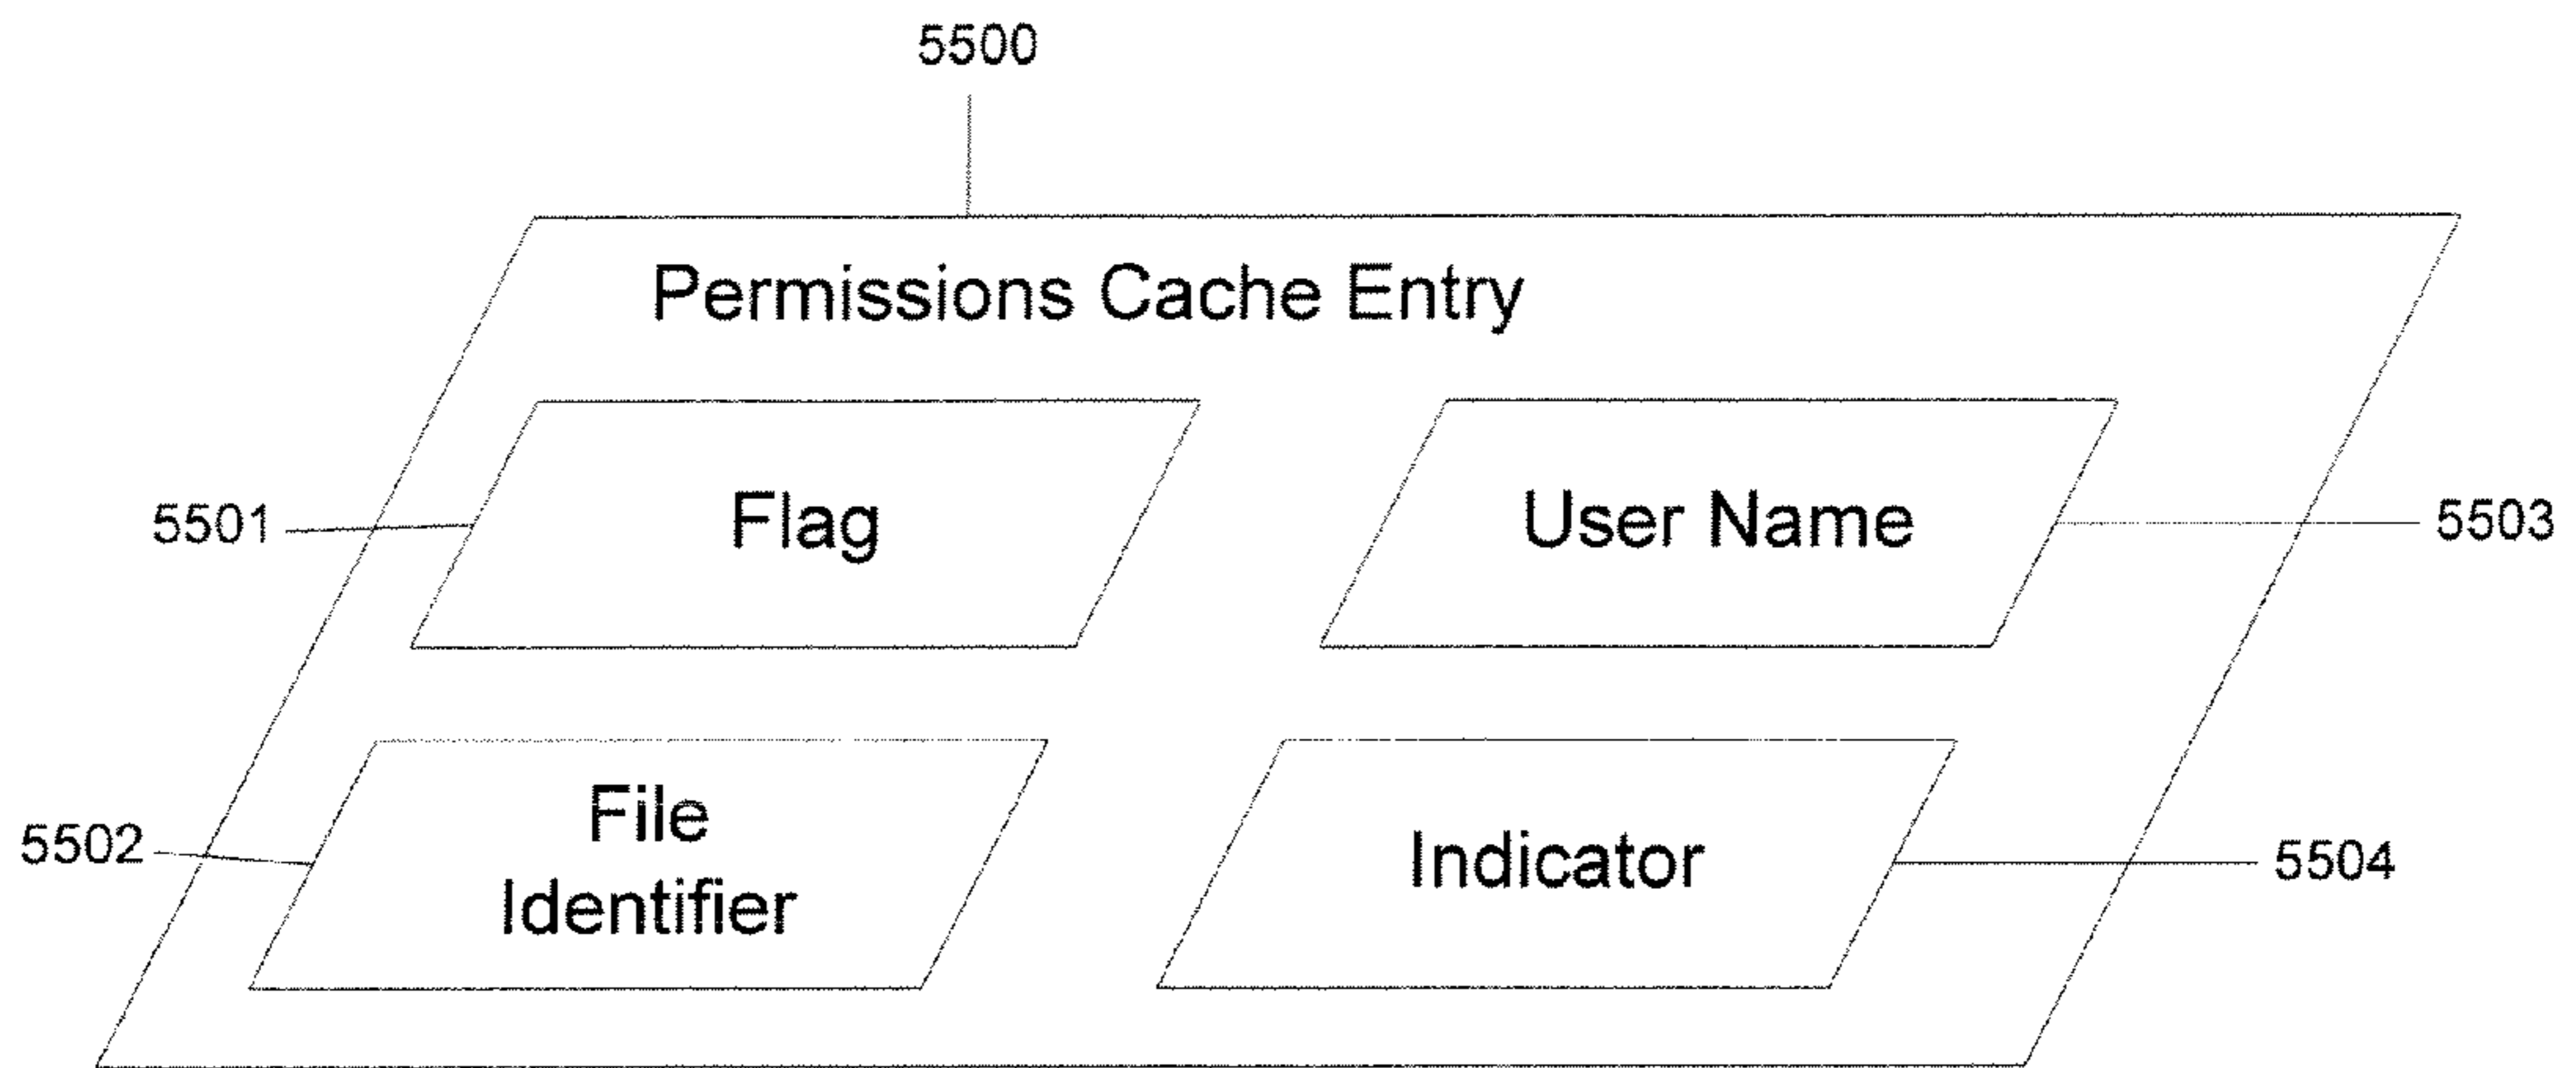 5500
Permissions Cache Entry
5501
Flag
User Name
5503
5502
File
Identifier
Indicator
5504